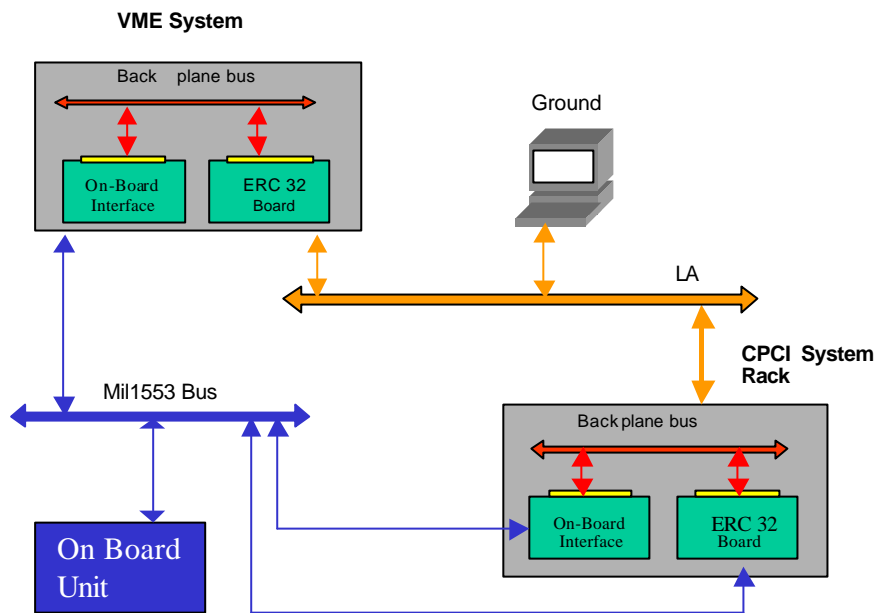 VME System
Back plane bus
On-Board
Interface
ERC 32
Board
Ground
LA
CPCI System
Rack
Mil1553 Bus
Back plane bus
On-Board
Interface
ERC 32
Board
On Board
Unit